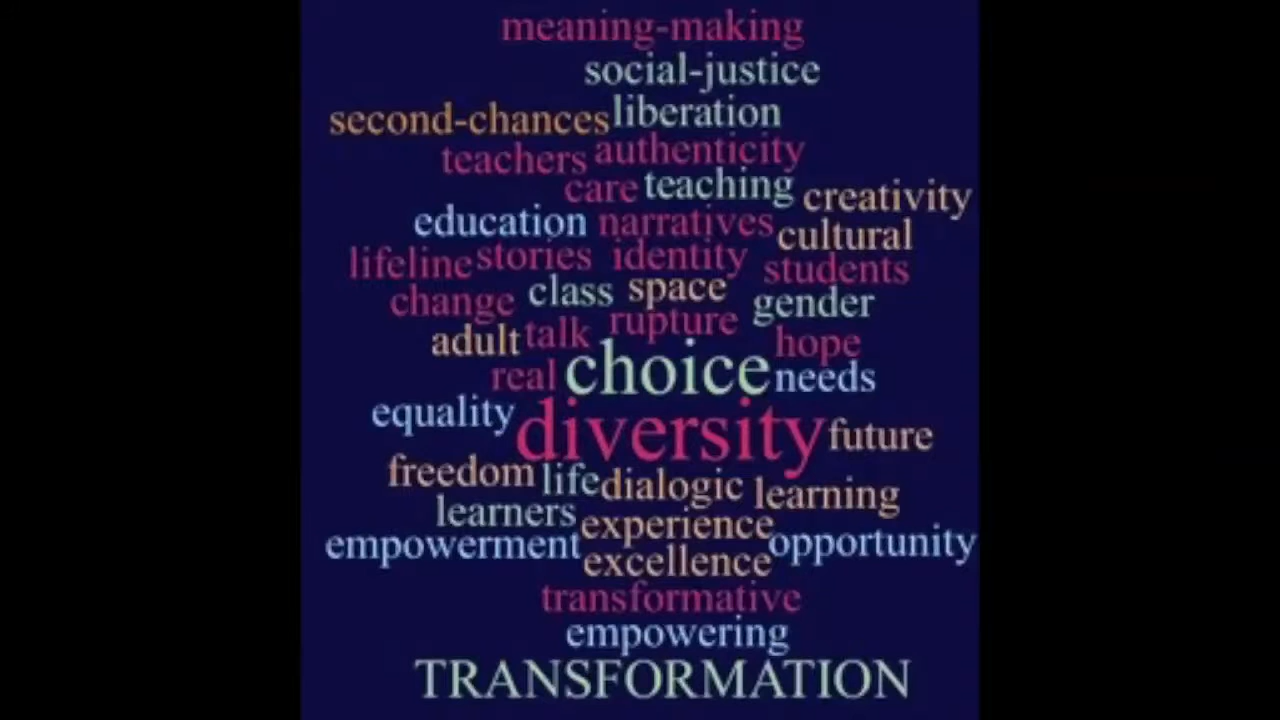 meaning-making
social-justice
second-chances liberation
teachers authenticity
care teaching creativity
education narratives cultural
lifeline stories identity students
change class space gender
adult talk rupture hope
real choice needs
equality diversity future
freedom life dialogic learning
learners experience
empowerment excellence opportunity
transformative
empowering
TRANSFORMATION